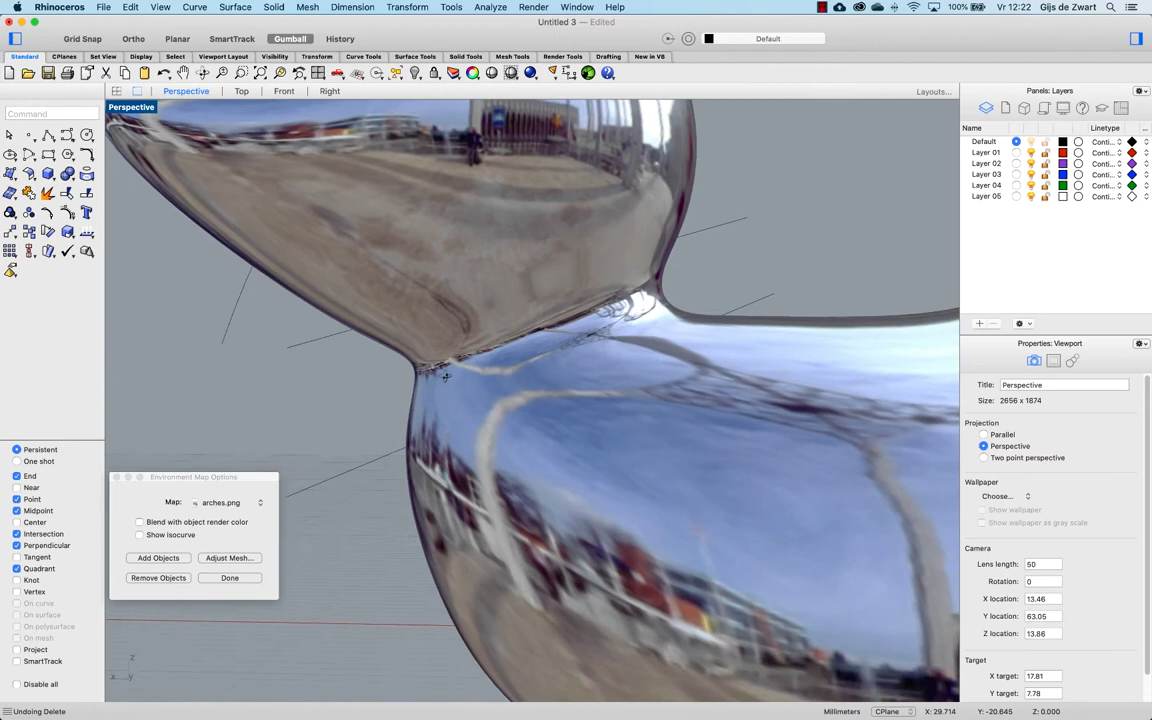 Rhinoceros File Edit View Curve Surface Solid Mesh Dimension Transform Tools Analyze Render Window Help 100% Vr 12:22 Gijs de Zwart
Untitled 3 — Edited
Grid Snap Ortho Planar SmartTrack Gumball History Default
Standard CPlanes Set View Display Select Viewport Layout Visibility Transform Curve Tools Surface Tools Solid Tools Mesh Tools Render Tools Drafting New in V6
Perspective Top Front Right Layouts... Panels: Layers
Perspective
Command
Name Linetype ...
Default Conti...
Layer 01 Conti...
Layer 02 Conti...
Layer 03 Conti...
Layer 04 Conti...
Layer 05 Conti...
Properties: Viewport
Title: Perspective
Size: 2656 x 1874
Projection
Parallel
Perspective
Two point perspective
Wallpaper
Choose...
Show wallpaper
Show wallpaper as gray scale
Camera
Lens length: 50
Rotation: 0
X location: 13.46
Y location: 63.05
Z location: 13.86
Target
X target: 17.81
Y target: 7.78
Persistent
One shot
End
Near
Point
Midpoint
Center
Intersection
Perpendicular
Tangent
Quadrant
Knot
Vertex
On curve
On surface
On polysurface
On mesh
Project
SmartTrack
Disable all
Environment Map Options
Map: arches.png
Blend with object render color
Show isocurve
Add Objects Adjust Mesh...
Remove Objects Done
z
x y
Undoing Delete Millimeters CPlane X: 29.714 Y: -20.645 Z: 0.000